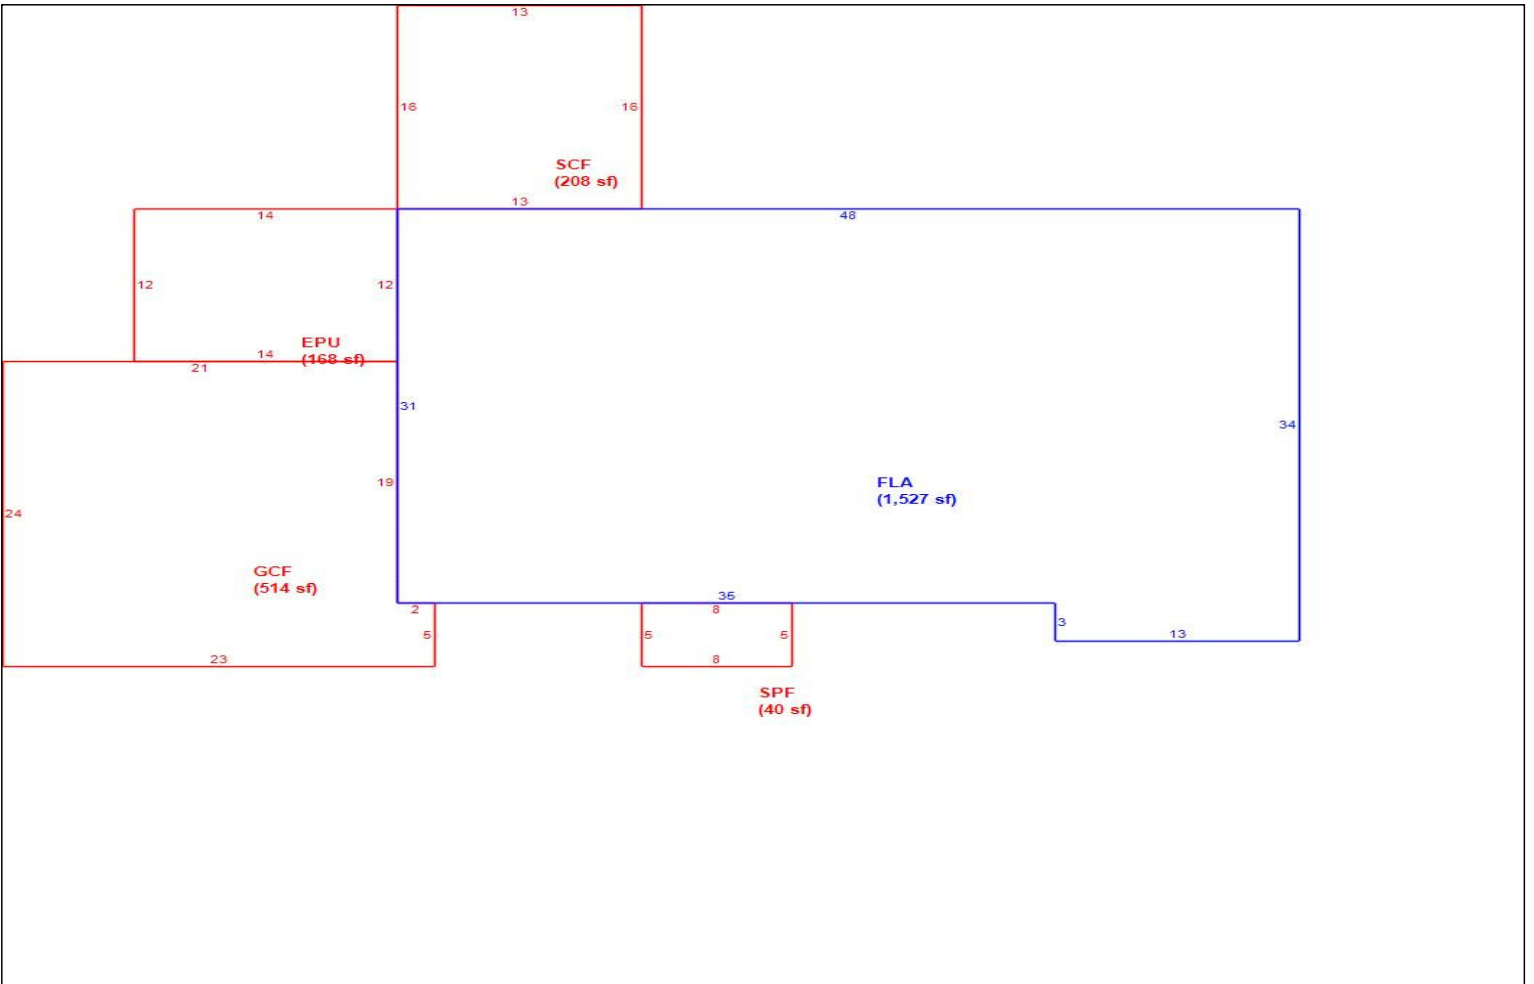 13
16 16
SCF
(208 sf)
13
14 48
12 12
EPU
(168 sf)
14
21
31
34
19
FLA
(1,527 sf)
24
GCF
(514 sf)
35
2 8
3
5 5 5
13
23 8
SPF
(40 sf)